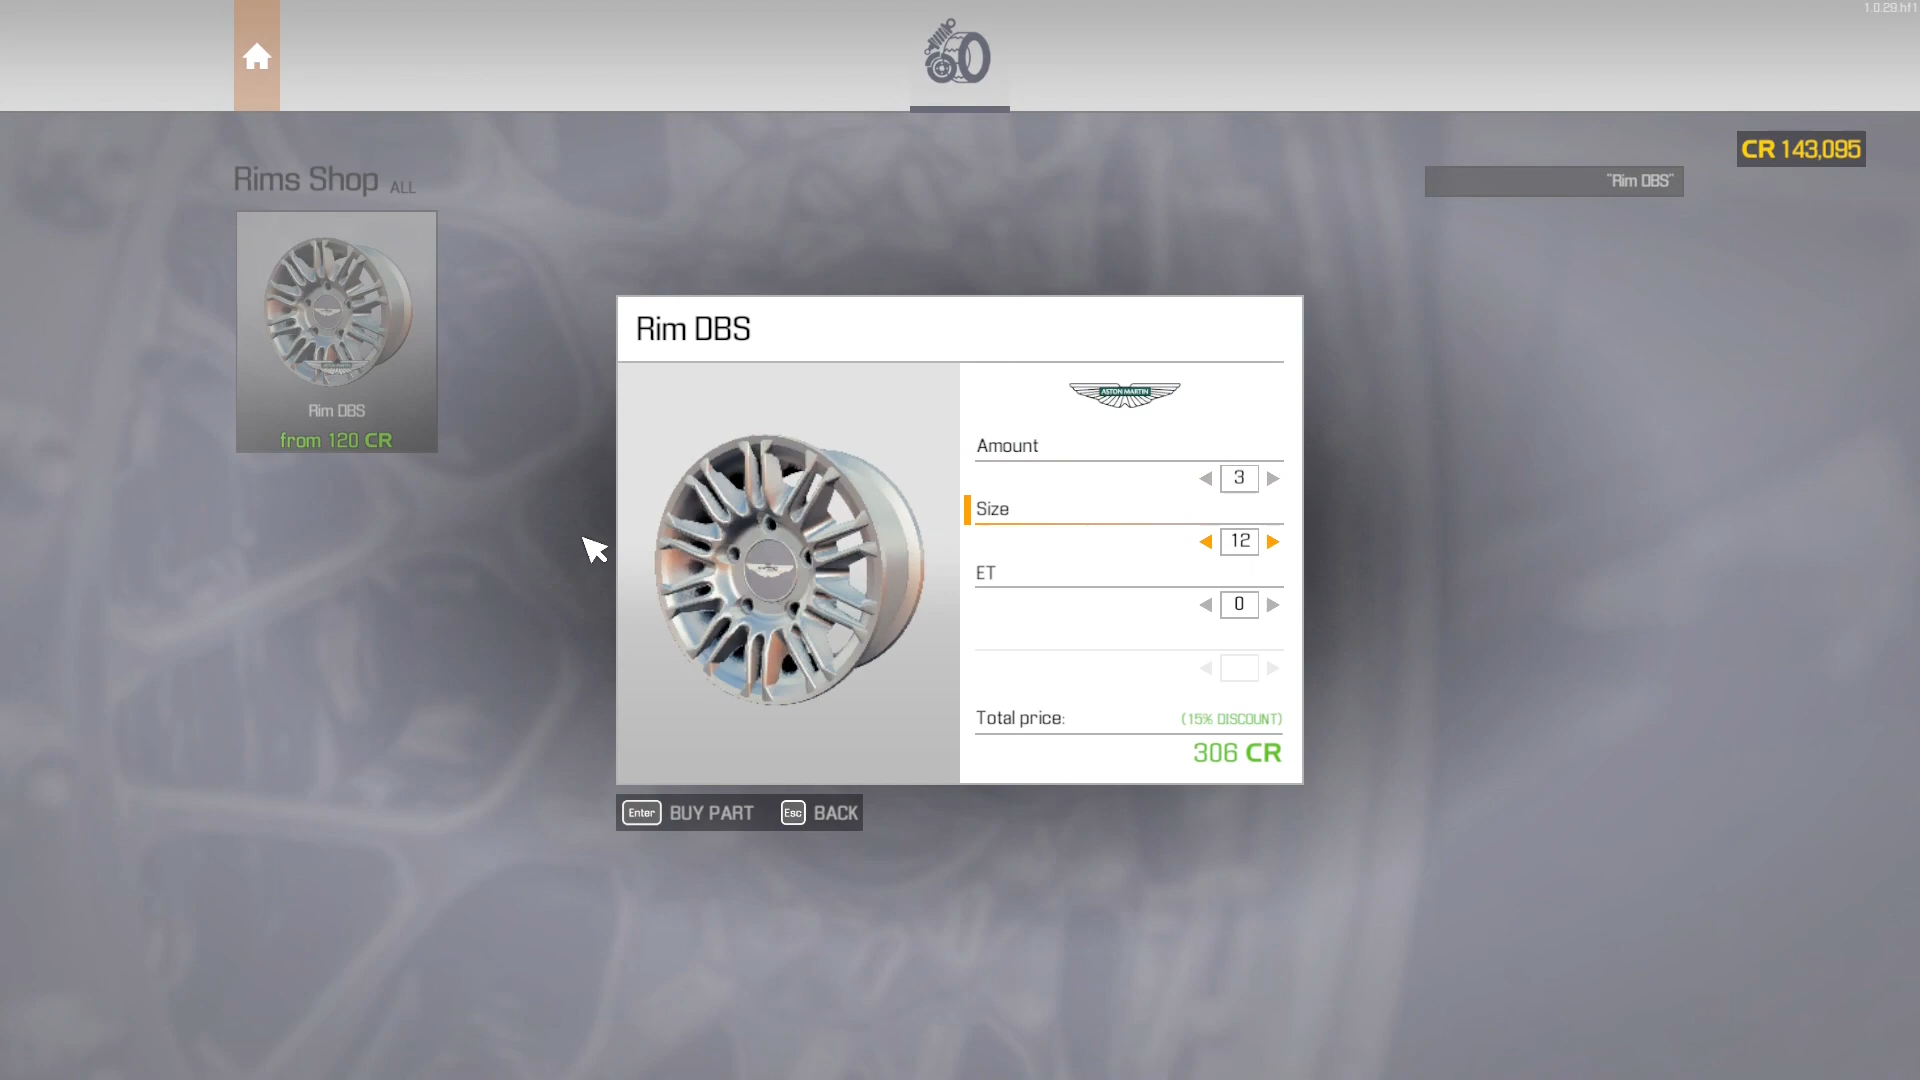 1.0.29.hf1
CR 143,095
Rims Shop ALL
"Rim DBS"
Rim DBS
from 120 CR
Rim DBS
ASTON MARTIN
Amount
3
Size
12
ET
0
Total price:
(15% DISCOUNT)
306 CR
Enter BUY PART Esc BACK